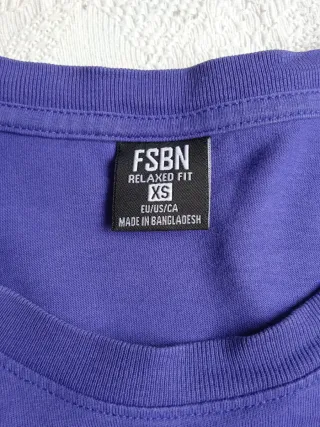 FSBN
RELAXED FIT
XS
EU/US/CA
MADE IN BANGLADESH